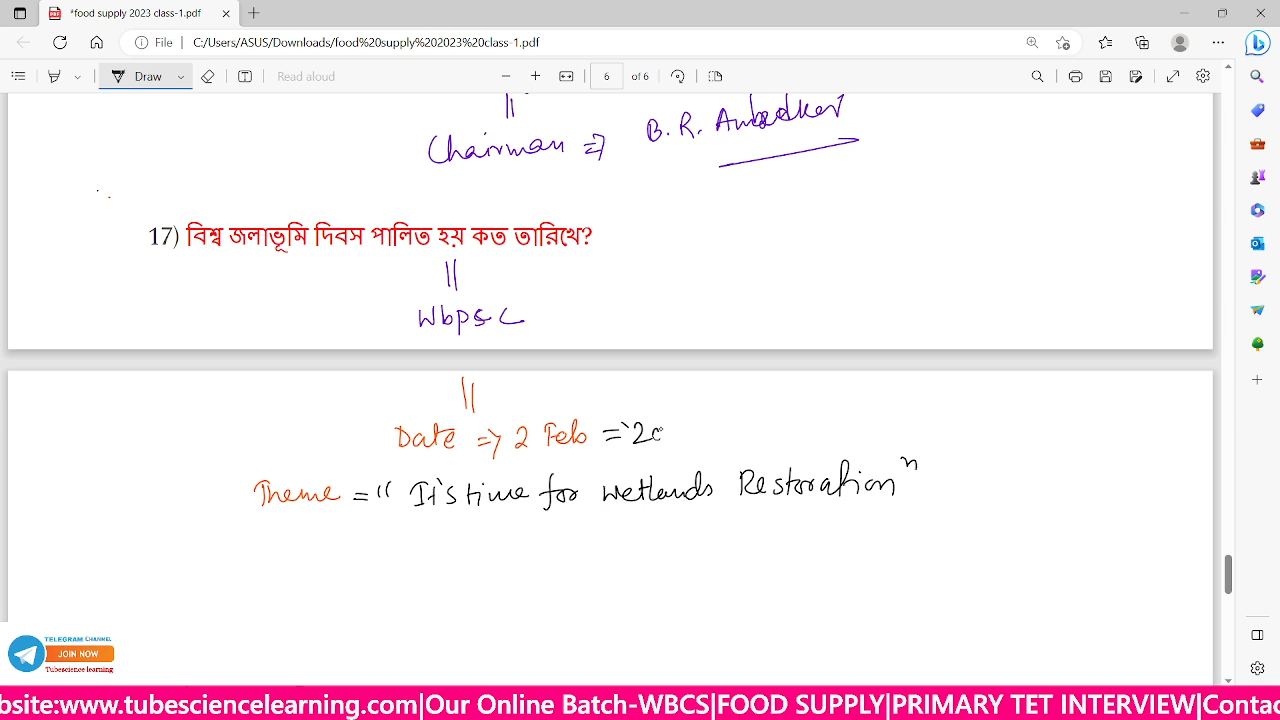 *food supply 2023 class-1.pdf
File C:/Users/ASUS/Downloads/food%20supply%202023%20class-1.pdf
Draw Read aloud 6 of 6
Chairman => B. R. Ambedkar
17) বিশ্ব জলাভূমি দিবস পালিত হয় কত তারিখে?
Wbpsc
Date => 2 Feb =
Theme = " It's time for wetlands Restoration "
TELEGRAM CHANNEL
JOIN NOW
Tubescience learning
bsite:www.tubesciencelearning.com|Our Online Batch-WBCS|FOOD SUPPLY|PRIMARY TET INTERVIEW|Contac